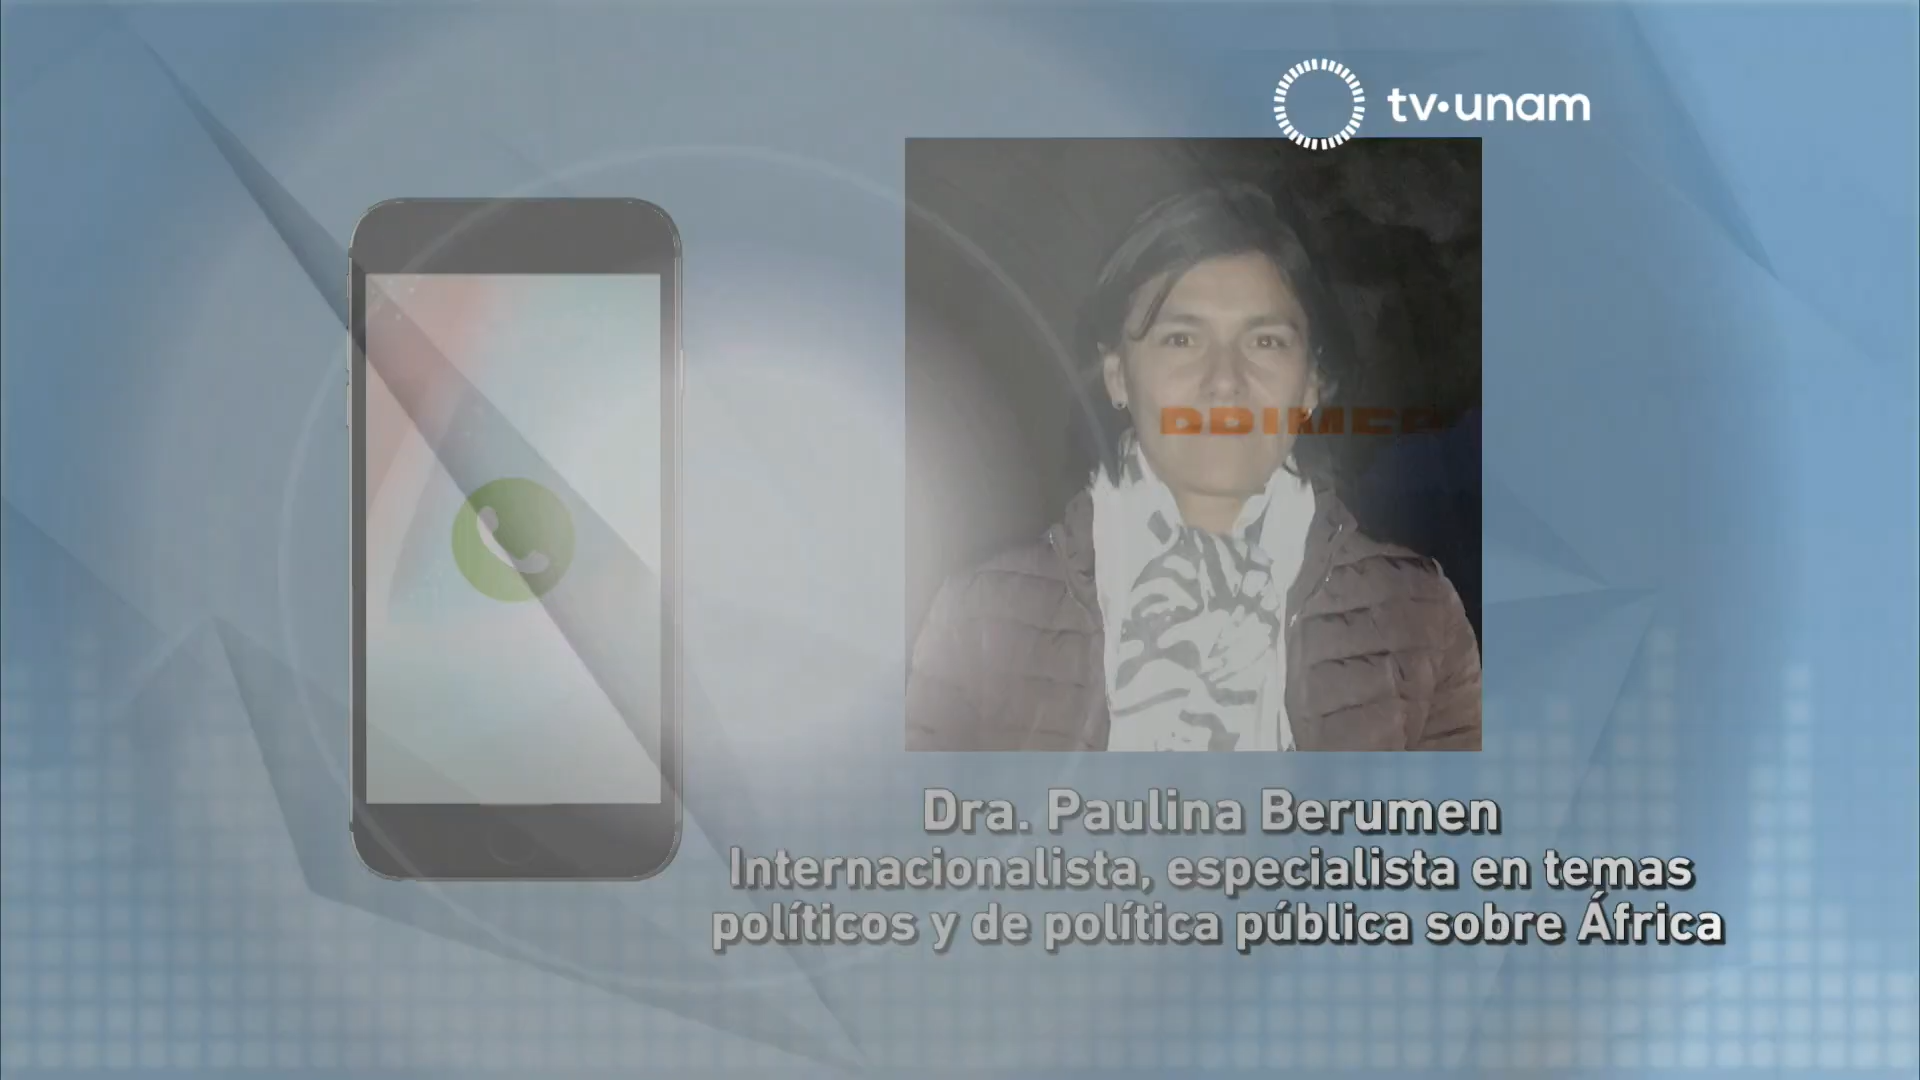 tv·unam
Dra. Paulina Berumen
Internacionalista, especialista en temas
políticos y de política pública sobre África